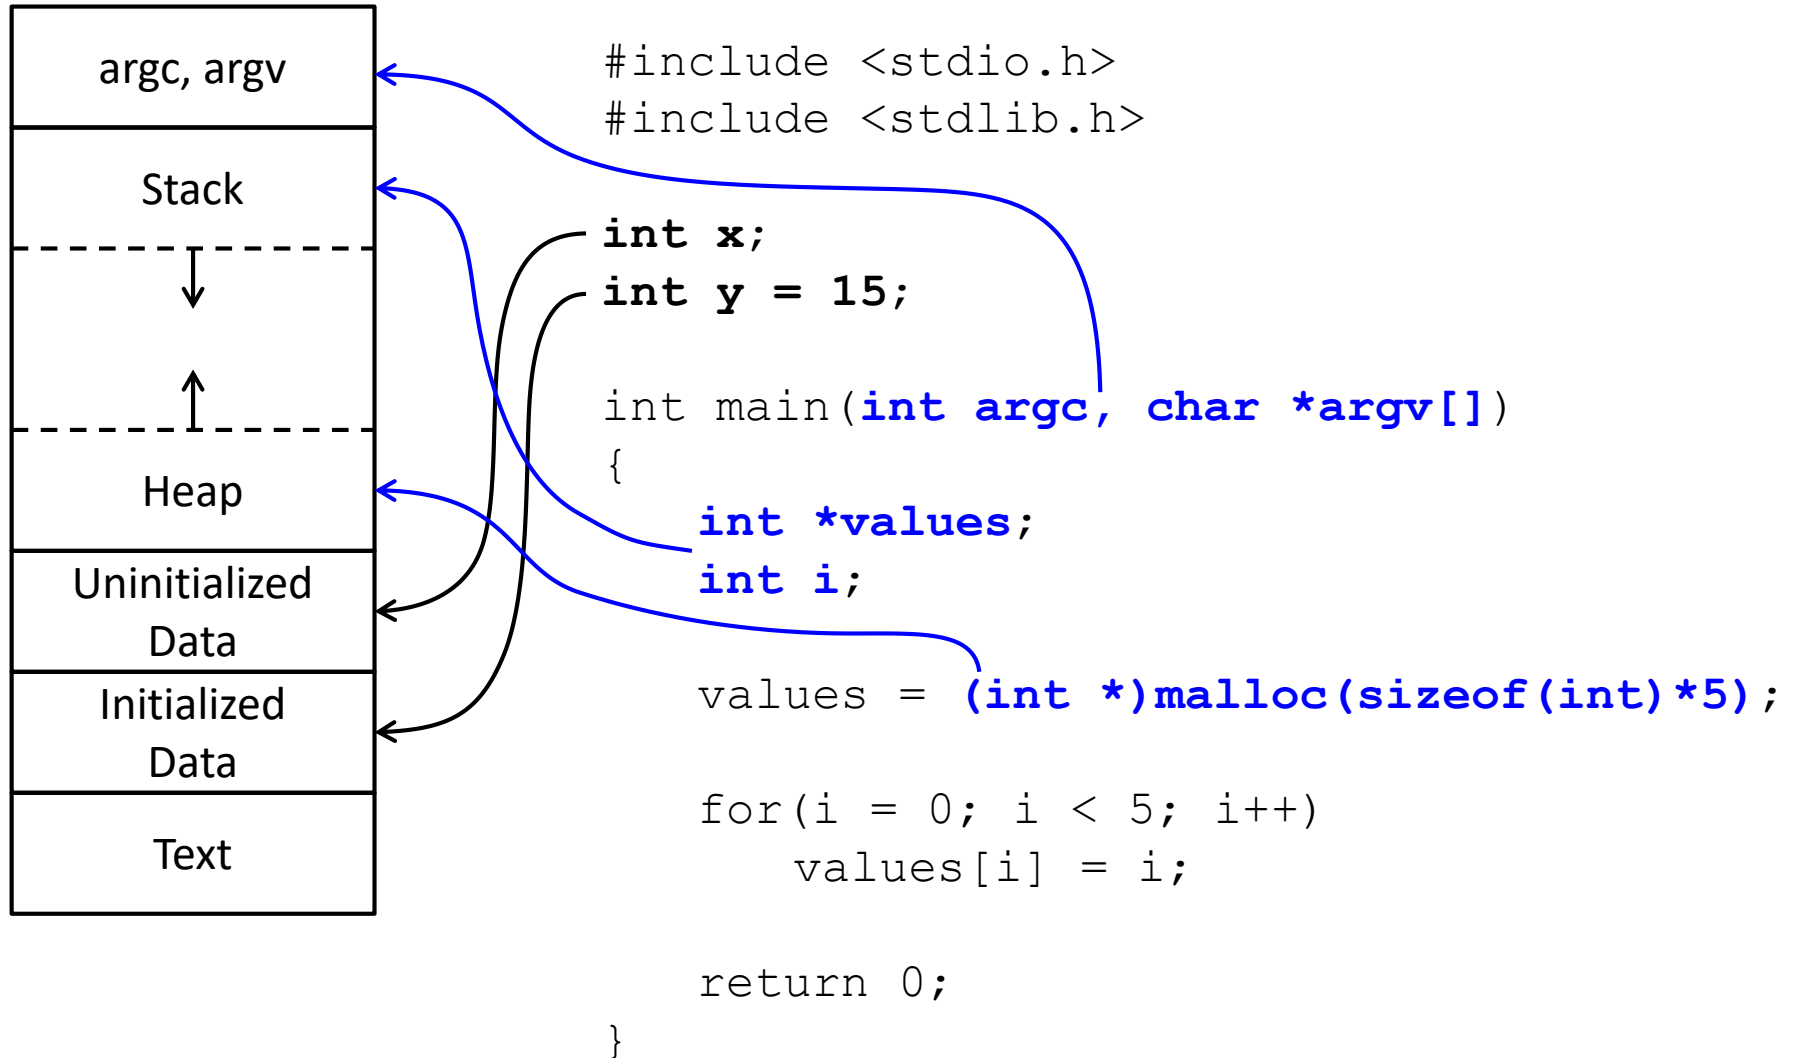 argc, argv
Stack
Heap
Uninitialized
Data
Initialized
Data
Text
#include <stdio.h>
#include <stdlib.h>
int x;
int y = 15;
int main(int argc, char *argv[])
{
int *values;
int i;
values = (int *)malloc(sizeof(int)*5);
for(i = 0; i < 5; i++)
values[i] = i;
return 0;
}